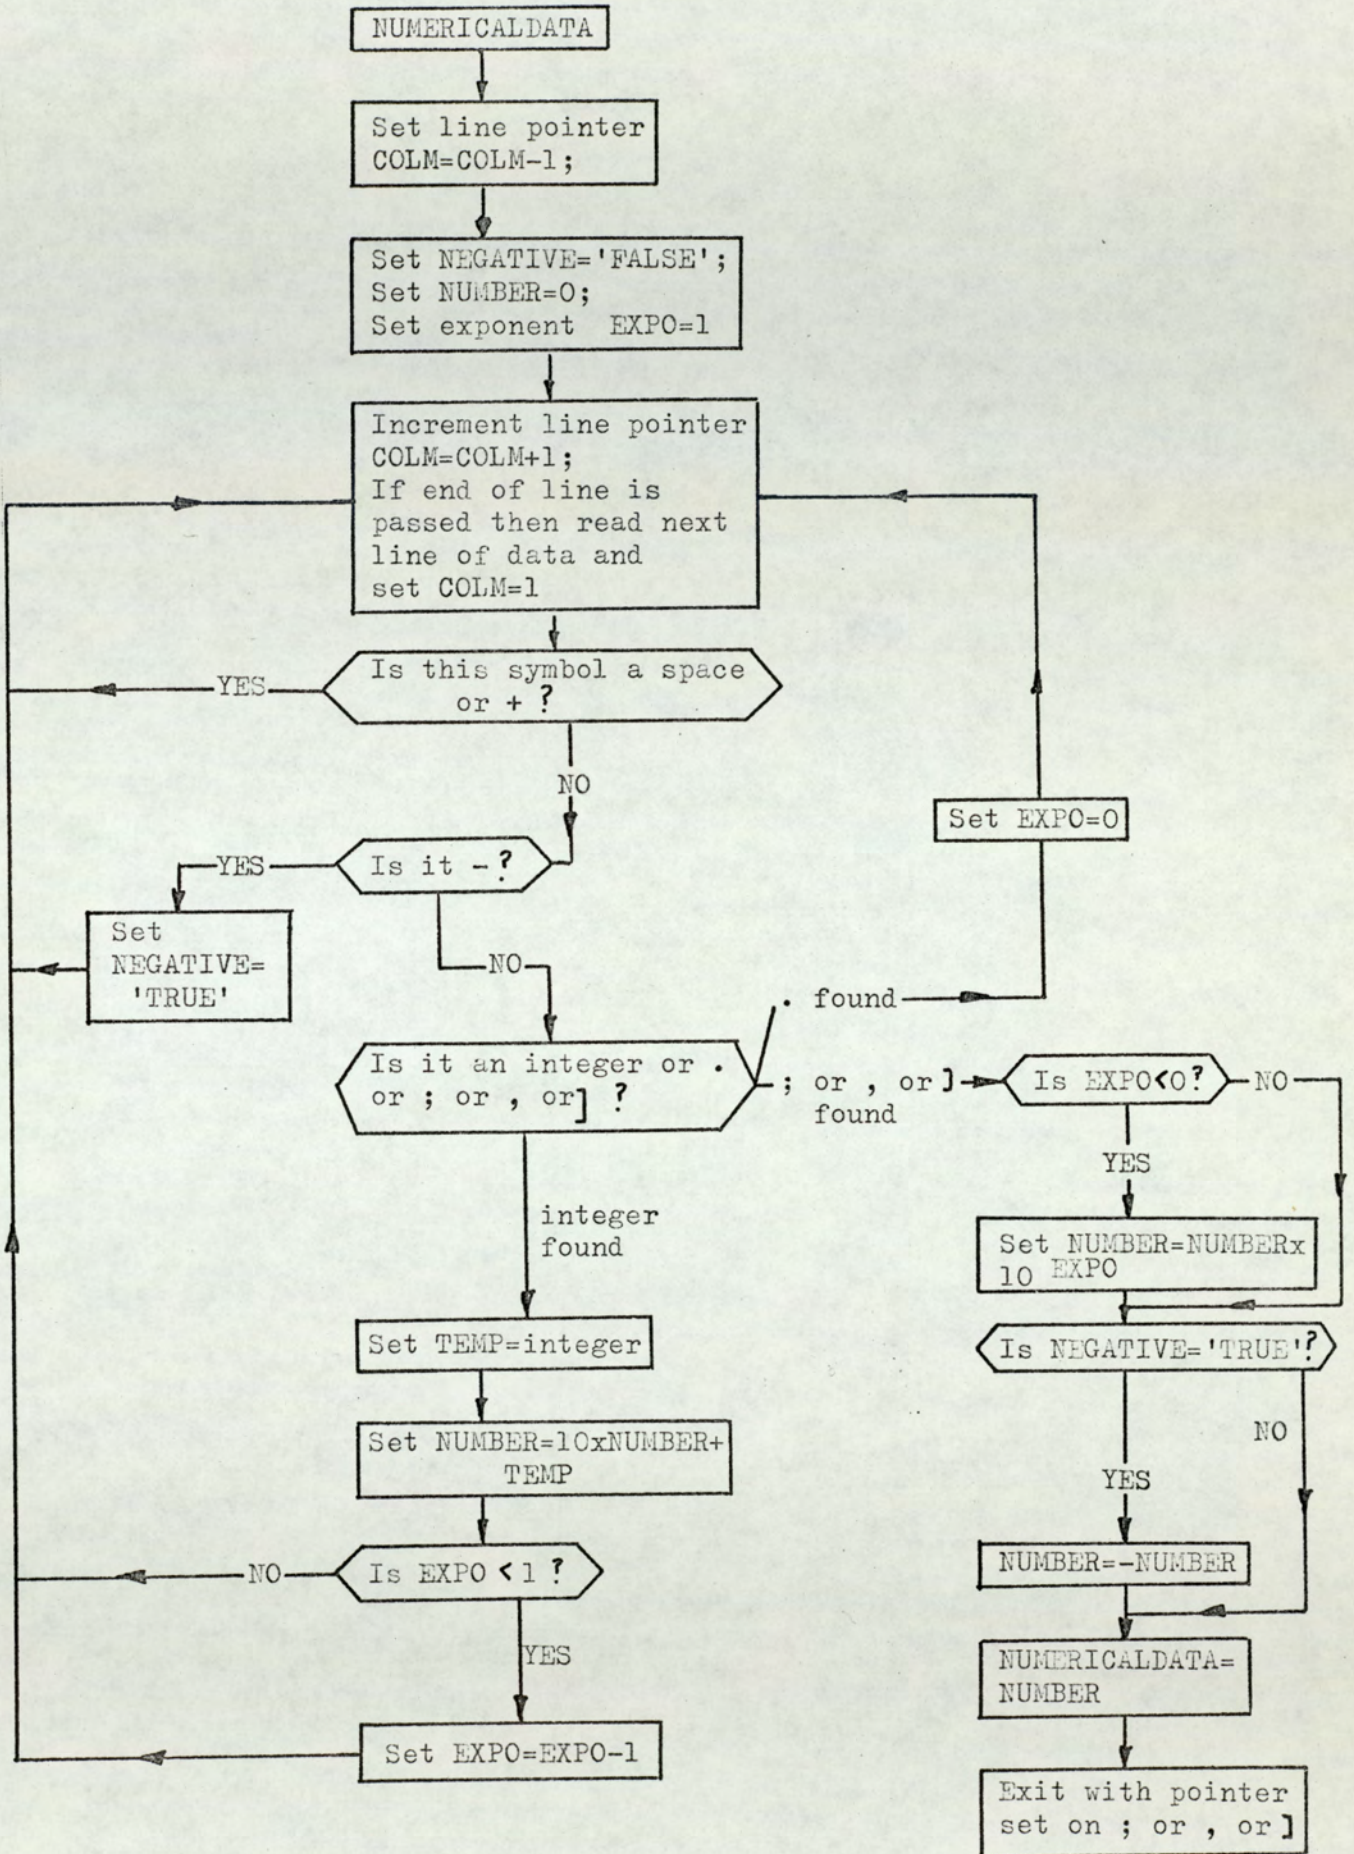 NUMERICALDATA
Set line pointer
COLM=COLM-1;
Set NEGATIVE='FALSE';
Set NUMBER=0;
Set exponent EXPO=1
Increment line pointer
COLM=COLM+1;
If end of line is
passed then read next
line of data and
set COLM=1
Is this symbol a space
or + ?
YES
NO
Set EXPO=0
Is it - ?
YES
Set
NEGATIVE=
'TRUE'
NO
. found
Is it an integer or .
or ; or , or] ?
; or , or]
found
Is EXPO<0?
NO
YES
integer
found
Set NUMBER=NUMBERx
10 EXPO
Set TEMP=integer
Is NEGATIVE='TRUE'?
NO
Set NUMBER=10xNUMBER+
TEMP
YES
Is EXPO < 1 ?
NO
NUMBER=-NUMBER
YES
NUMERICALDATA=
NUMBER
Set EXPO=EXPO-1
Exit with pointer
set on ; or , or]